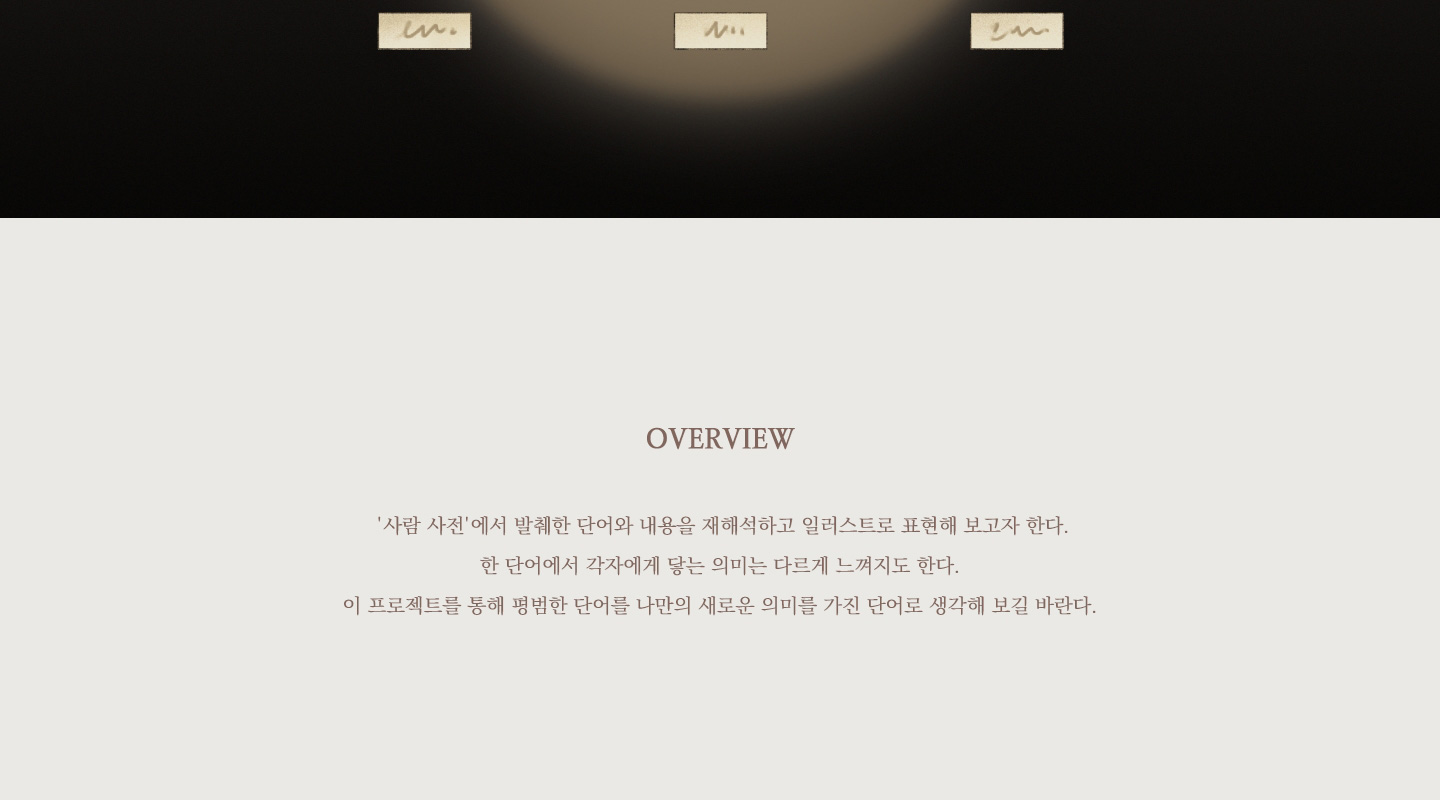 OVERVIEW
'사람 사전'에서 발췌한 단어와 내용을 재해석하고 일러스트로 표현해 보고자 한다.
한 단어에서 각자에게 닿는 의미는 다르게 느껴지도 한다.
이 프로젝트를 통해 평범한 단어를 나만의 새로운 의미를 가진 단어로 생각해 보길 바란다.